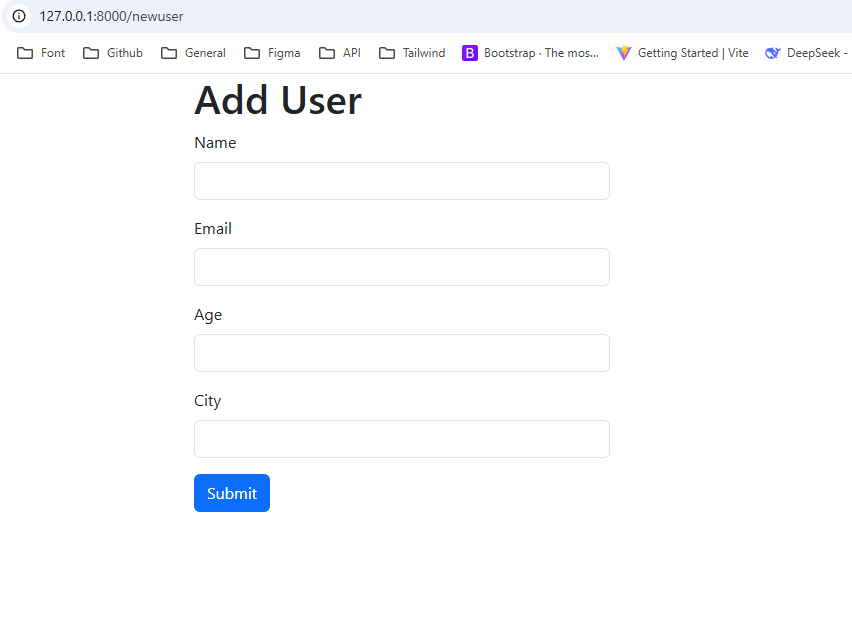 127.0.0.1:8000/newuser
Font Github General Figma API Tailwind Bootstrap · The mos... Getting Started | Vite DeepSeek -
Add User
Name
Email
Age
City
Submit